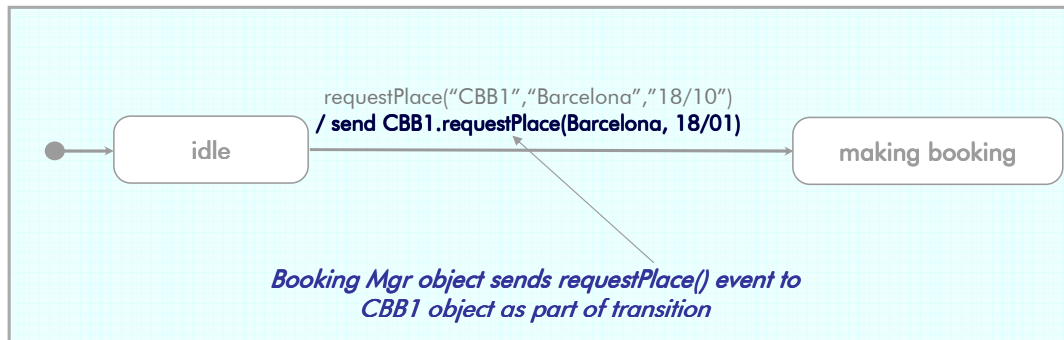 requestPlace(“CBB1”,“Barcelona”,”18/10”)
/ send CBB1.requestPlace(Barcelona, 18/01)
idle
making booking
Booking Mgr object sends requestPlace() event to
CBB1 object as part of transition